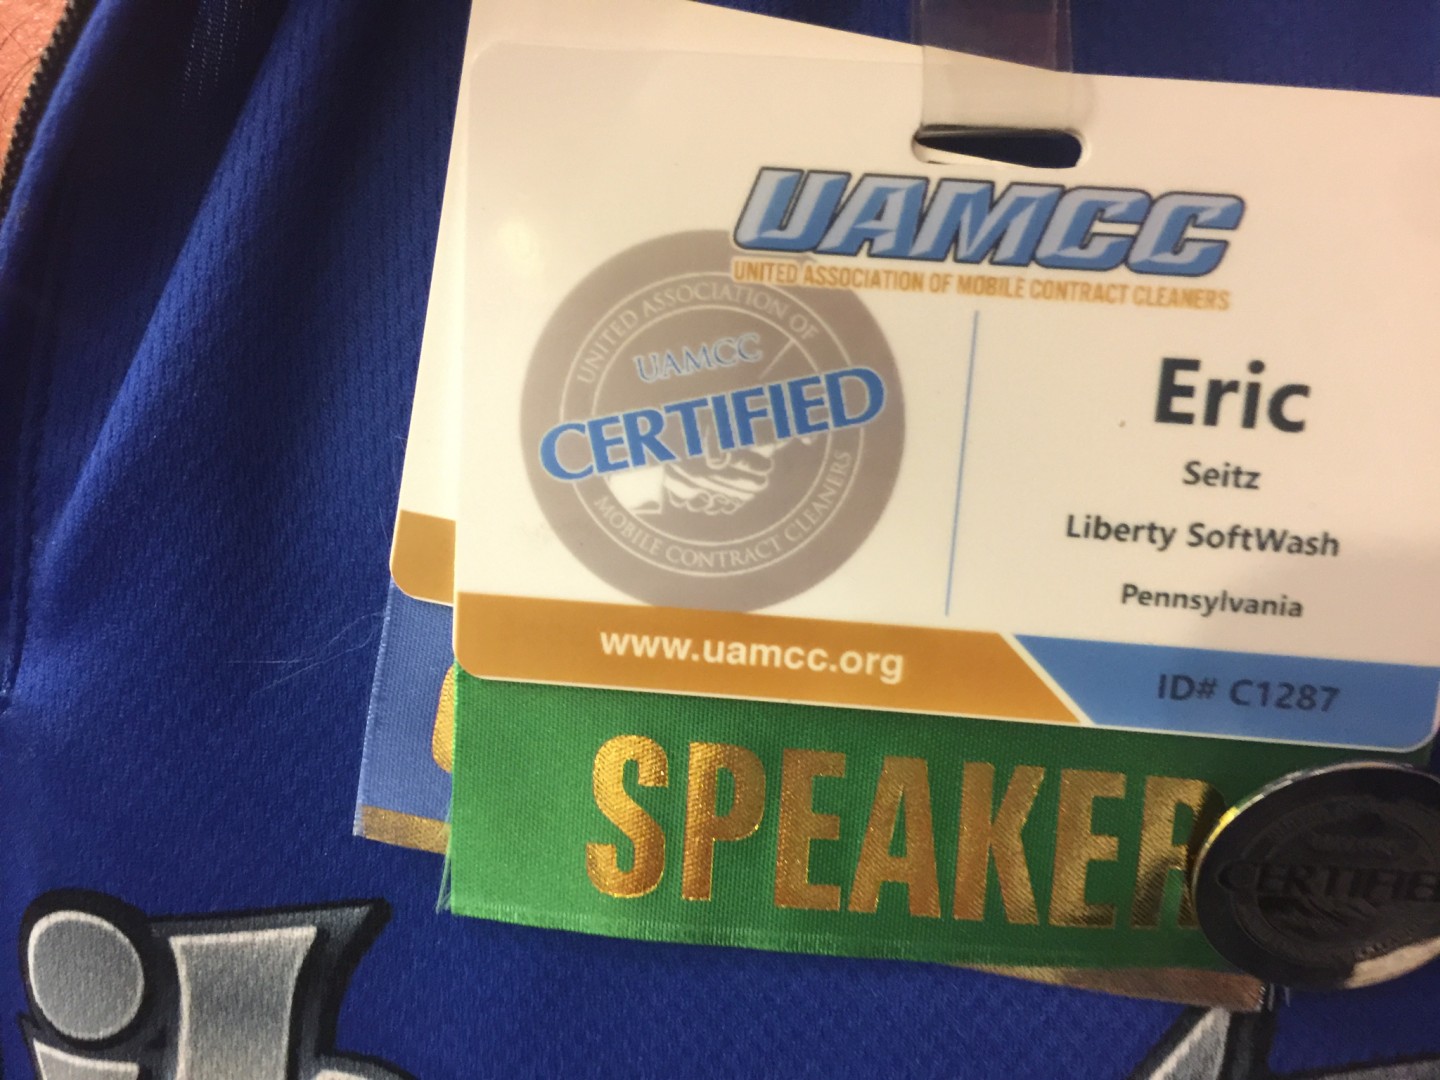 UAMCC
UNITED ASSOCIATION OF MOBILE CONTRACT CLEANERS
UNITED ASSOCIATION OF
UAMCC
CERTIFIED
MOBILE CONTRACT CLEANERS
Eric
Seitz
Liberty SoftWash
Pennsylvania
www.uamcc.org
ID# C1287
SPEAKER
CERTIFIED